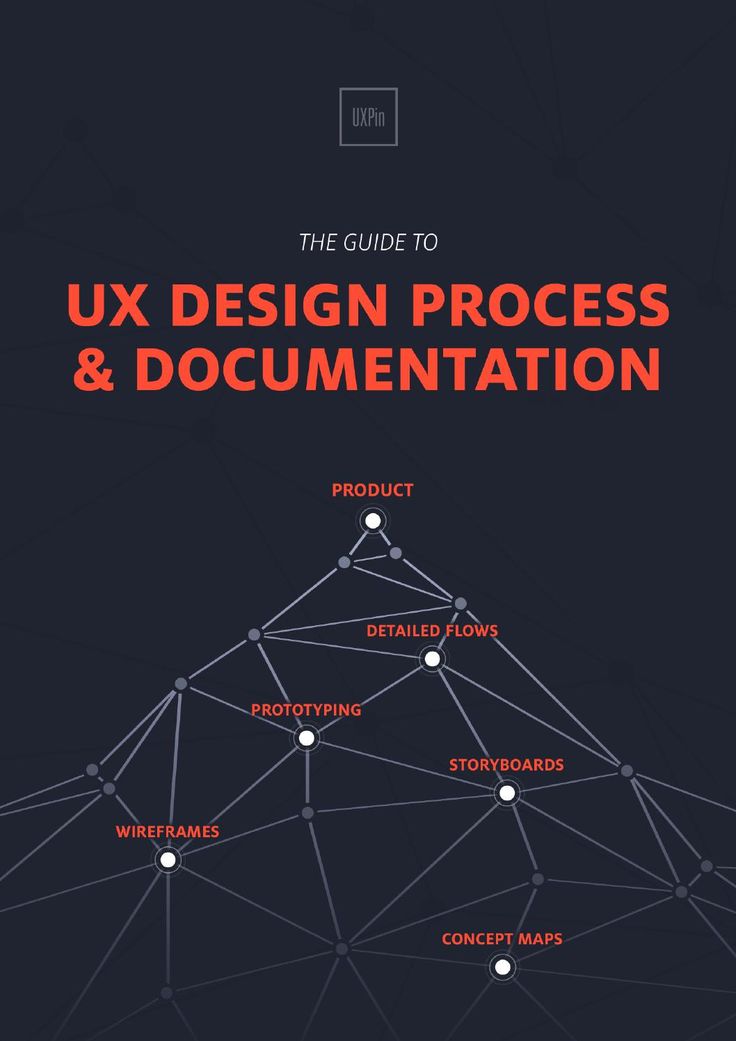 UXPin
THE GUIDE TO
UX DESIGN PROCESS
& DOCUMENTATION
PRODUCT
DETAILED FLOWS
PROTOTYPING
STORYBOARDS
WIREFRAMES
CONCEPT MAPS